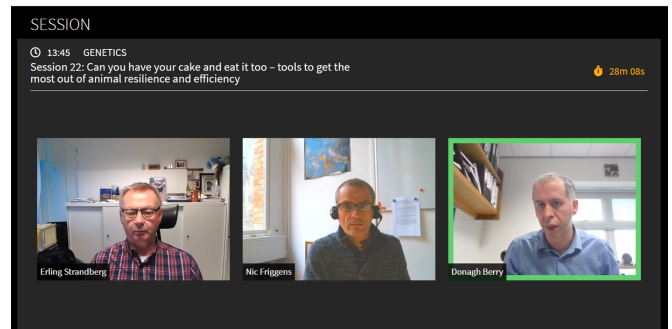 SESSION
13:45 GENETICS
Session 22: Can you have your cake and eat it too – tools to get the
most out of animal resilience and efficiency
28m 08s
Erling Strandberg
Nic Friggens
Donagh Berry